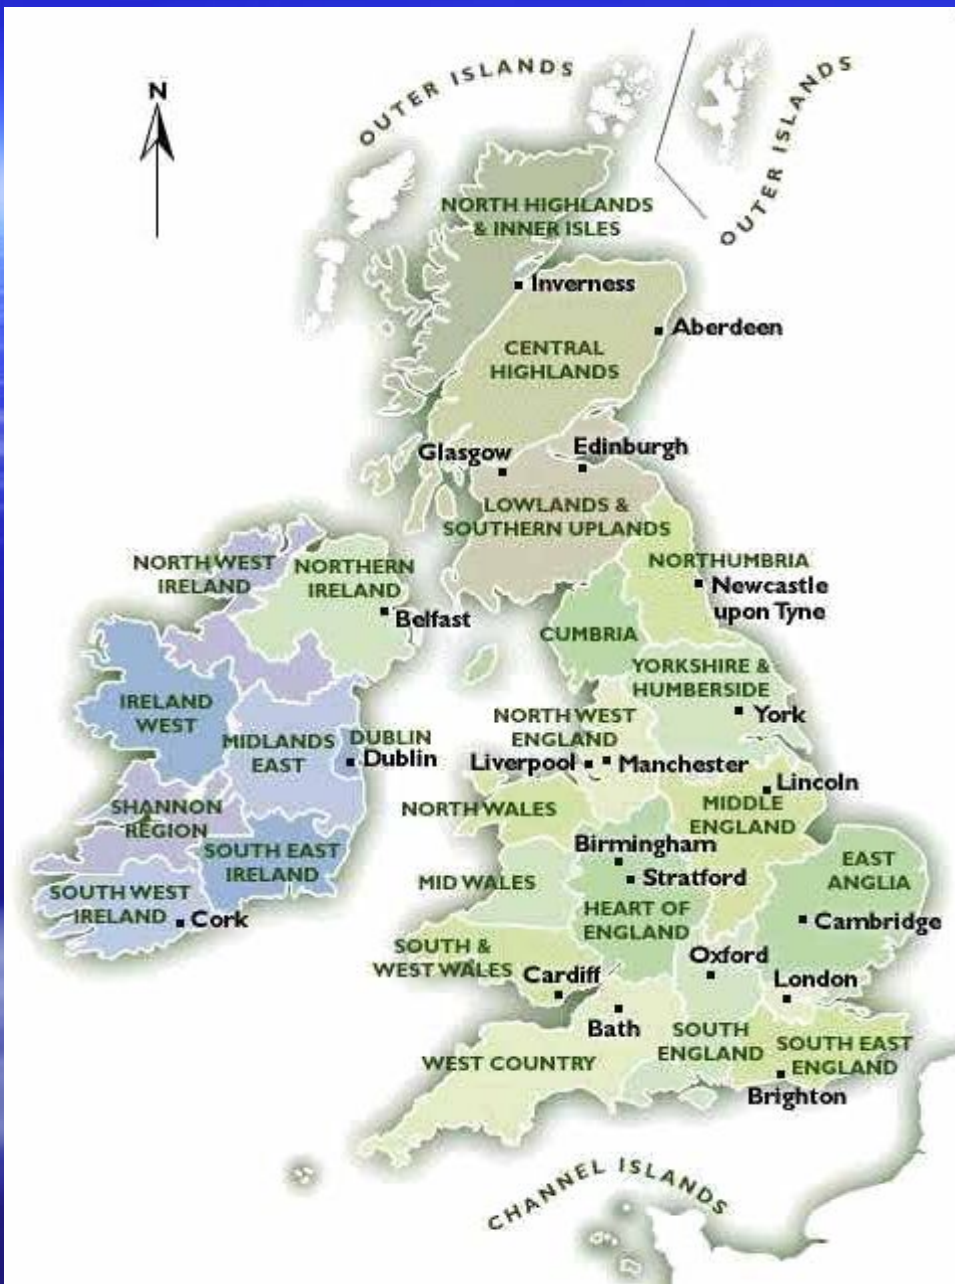 OUTER ISLANDS
OUTER ISLANDS
N
NORTH HIGHLANDS
& INNER ISLES
Inverness
Aberdeen
CENTRAL
HIGHLANDS
Glasgow
Edinburgh
LOWLANDS &
SOUTHERN UPLANDS
NORTH WEST
IRELAND
NORTHERN
IRELAND
Belfast
NORTHUMBRIA
Newcastle
upon Tyne
CUMBRIA
YORKSHIRE &
HUMBERSIDE
York
IRELAND
WEST
MIDLANDS
EAST
DUBLIN
Dublin
NORTH WEST
ENGLAND
Liverpool
Manchester
Lincoln
SHANNON
REGION
NORTH WALES
MIDDLE
ENGLAND
Birmingham
Stratford
SOUTH EAST
IRELAND
MID WALES
EAST
ANGLIA
SOUTH WEST
IRELAND
Cork
HEART OF
ENGLAND
Cambridge
SOUTH &
WEST WALES
Cardiff
Oxford
London
Bath
SOUTH
ENGLAND
SOUTH EAST
ENGLAND
WEST COUNTRY
Brighton
CHANNEL ISLANDS